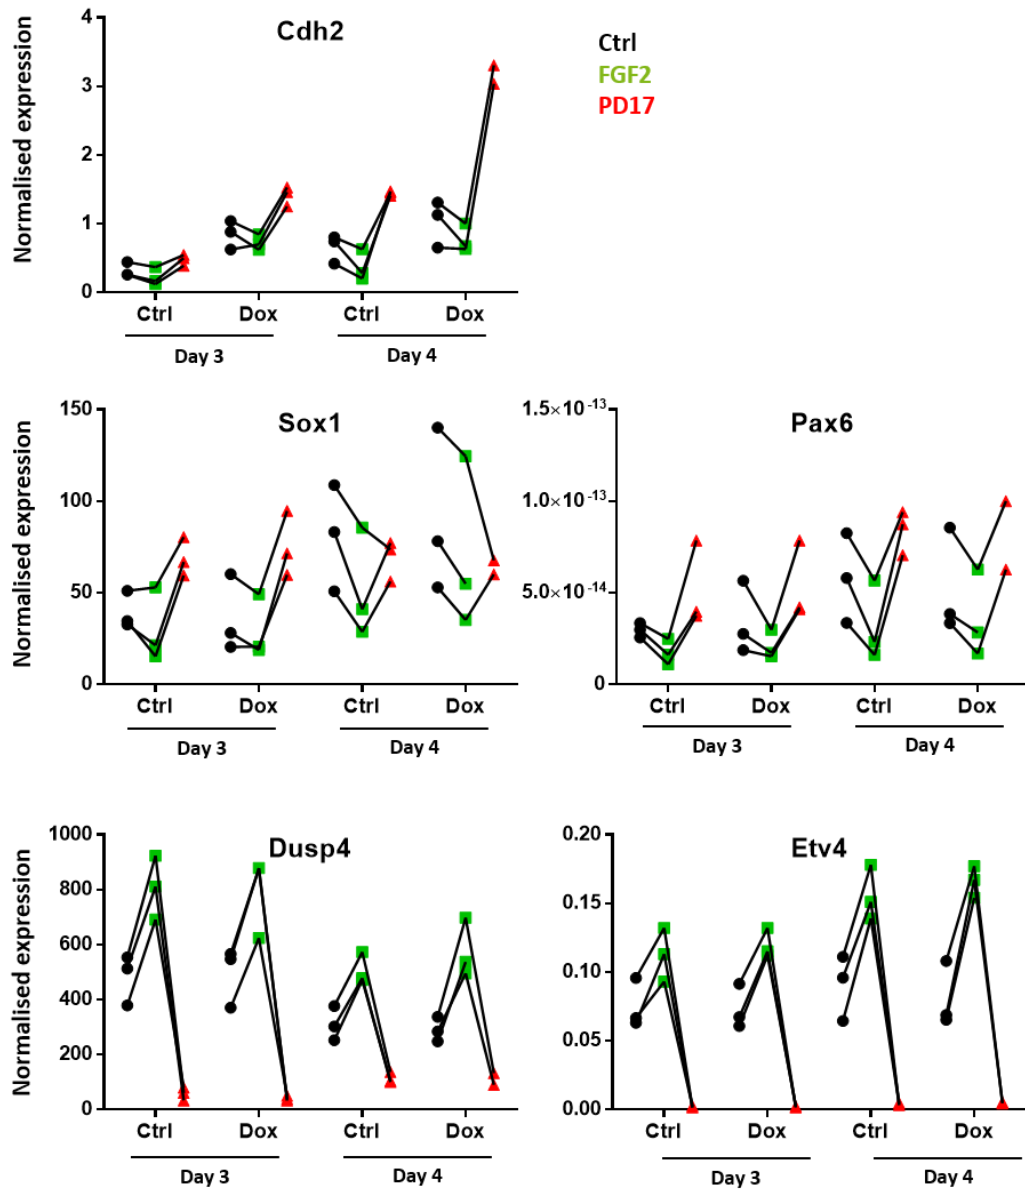 Cdh2
Normalised expression
4
3
2
1
0
Ctrl Dox Ctrl Dox
Day 3 Day 4
Ctrl
FGF2
PD17
Sox1
Normalised expression
150
100
50
0
Ctrl Dox Ctrl Dox
Day 3 Day 4
Pax6
1.5×10⁻¹³
1.0×10⁻¹³
5.0×10⁻¹⁴
0
Ctrl Dox Ctrl Dox
Day 3 Day 4
Dusp4
Normalised expression
1000
800
600
400
200
0
Ctrl Dox Ctrl Dox
Day 3 Day 4
Etv4
0.20
0.15
0.10
0.05
0.00
Ctrl Dox Ctrl Dox
Day 3 Day 4